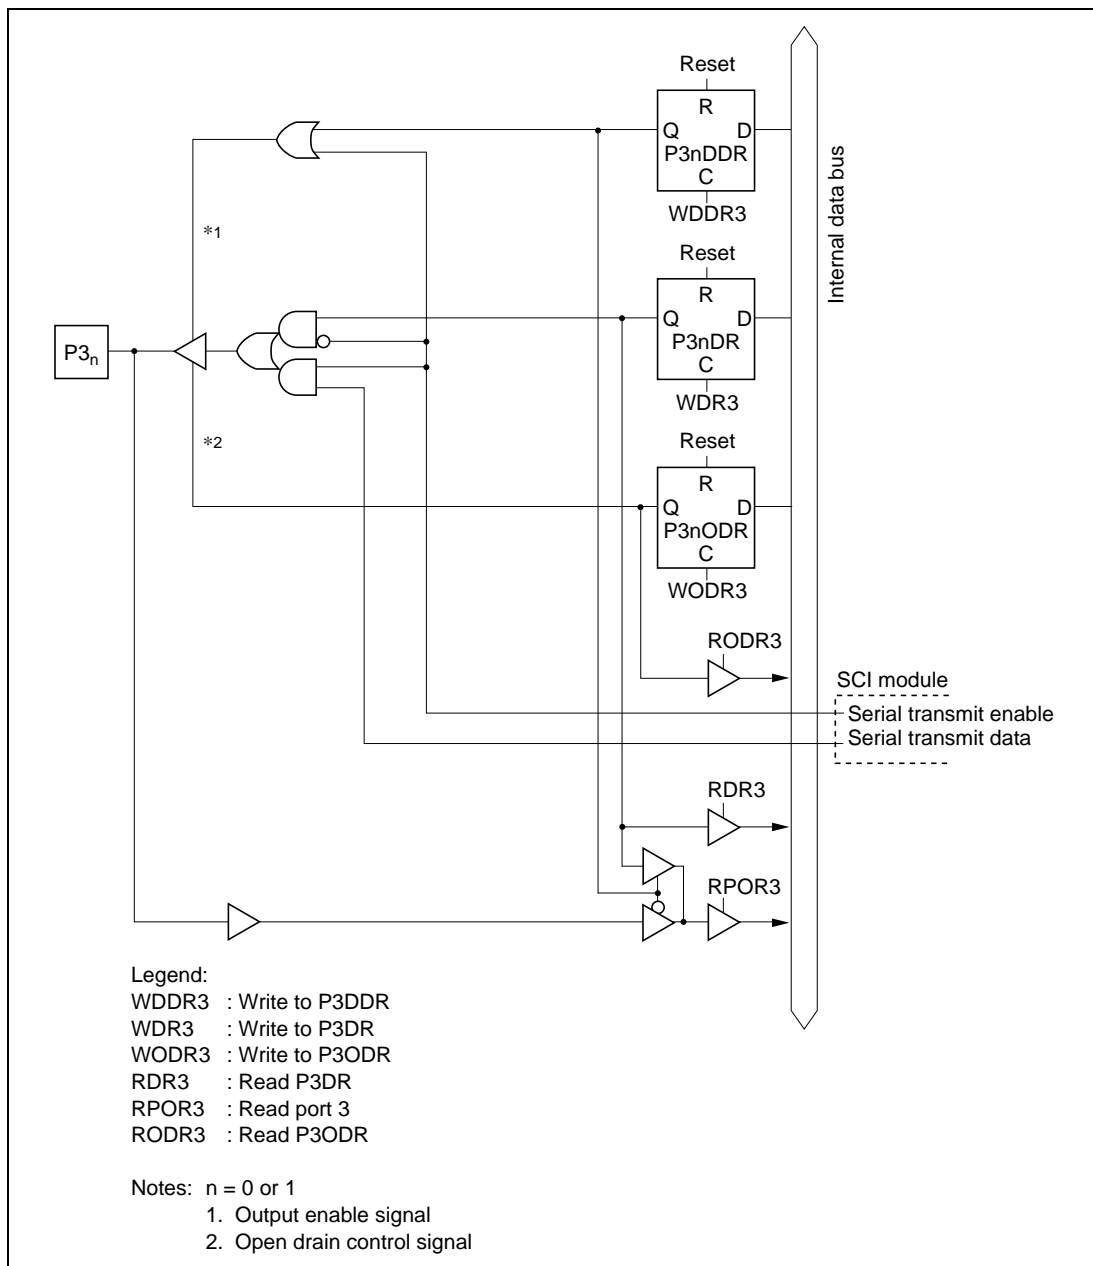 Reset
R
Q D
P3nDDR
C
WDDR3
Internal data bus
*1
Reset
R
Q D
P3nDR
C
WDR3
P3n
*2
Reset
R
Q D
P3nODR
C
WODR3
RODR3
SCI module
Serial transmit enable
Serial transmit data
RDR3
RPOR3
Legend:
WDDR3 : Write to P3DDR
WDR3 : Write to P3DR
WODR3 : Write to P3ODR
RDR3 : Read P3DR
RPOR3 : Read port 3
RODR3 : Read P3ODR
Notes: n = 0 or 1
1. Output enable signal
2. Open drain control signal